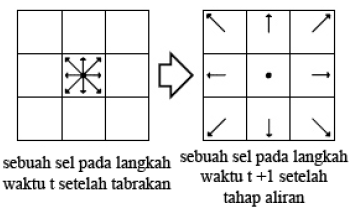 sebuah sel pada langkah
waktu t setelah tabrakan
sebuah sel pada langkah
waktu t +1 setelah
tahap aliran